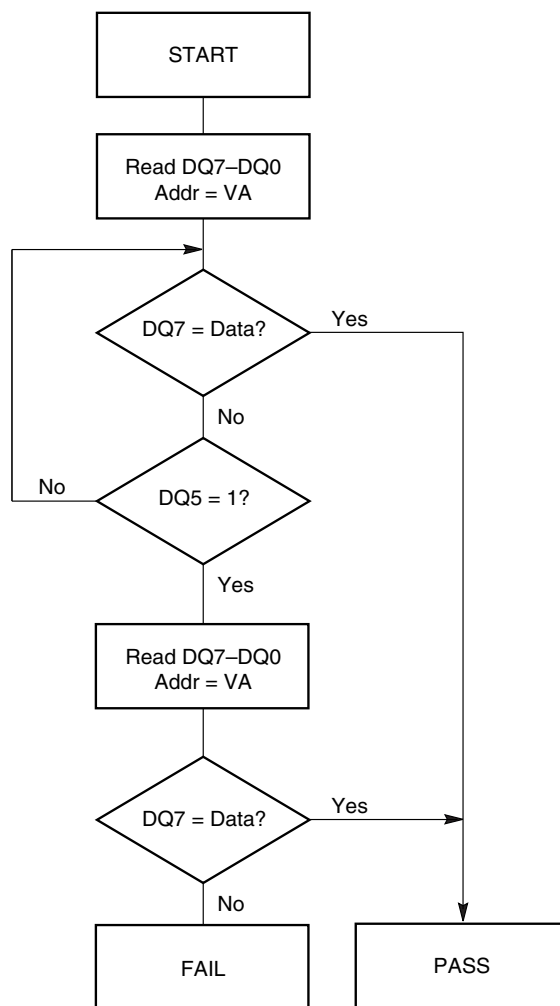 START
Read DQ7–DQ0
Addr = VA
DQ7 = Data?
Yes
No
No
DQ5 = 1?
Yes
Read DQ7–DQ0
Addr = VA
DQ7 = Data?
Yes
No
FAIL
PASS